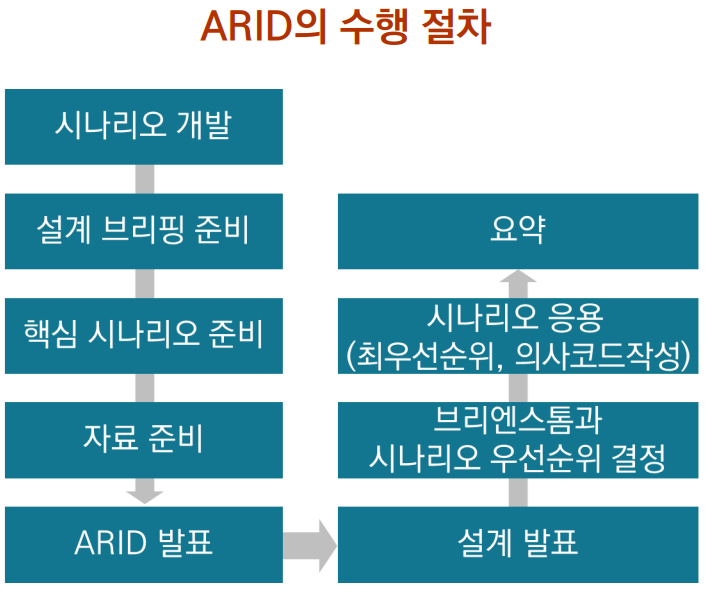 ARID의 수행 절차
시나리오 개발
설계 브리핑 준비
핵심 시나리오 준비
자료 준비
ARID 발표
설계 발표
브리엔스톰과
시나리오 우선순위 결정
시나리오 응용
(최우선순위, 의사코드작성)
요약